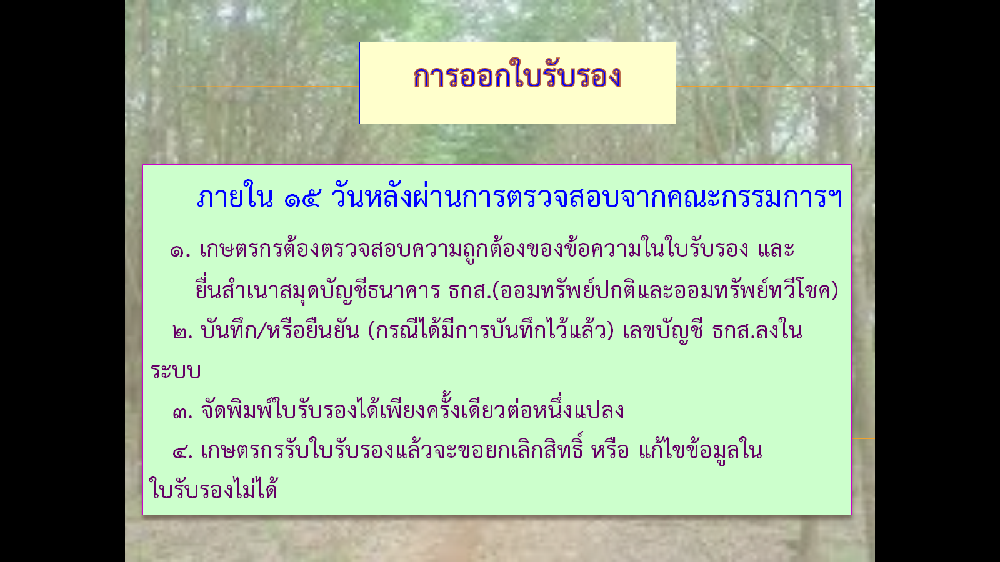 การออกใบรับรอง
ภายใน ๑๕ วันหลังผ่านการตรวจสอบจากคณะกรรมการฯ
๑. เกษตรกรต้องตรวจสอบความถูกต้องของข้อความในใบรับรอง และ
ยื่นสำเนาสมุดบัญชีธนาคาร ธกส.(ออมทรัพย์ปกติและออมทรัพย์ทวีโชค)
๒. บันทึก/หรือยืนยัน (กรณีได้มีการบันทึกไว้แล้ว) เลขบัญชี ธกส.ลงใน
ระบบ
๓. จัดพิมพ์ใบรับรองได้เพียงครั้งเดียวต่อหนึ่งแปลง
๔. เกษตรกรรับใบรับรองแล้วจะขอยกเลิกสิทธิ์ หรือ แก้ไขข้อมูลใน
ใบรับรองไม่ได้